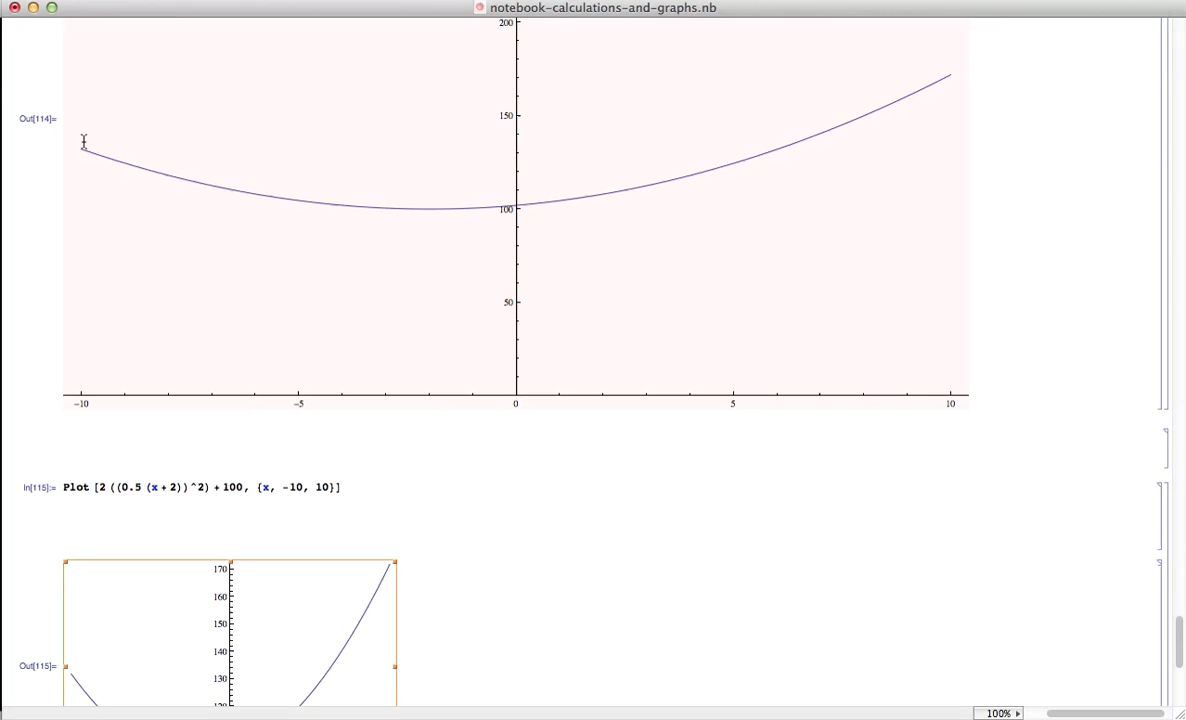 notebook-calculations-and-graphs.nb
200
Out[114]=
150
100
50
-10 -5 0 5 10
In[115]:= Plot [2 ((0.5 (x + 2))^2) + 100, {x, -10, 10}]
170
160
150
140
Out[115]=
130
100%